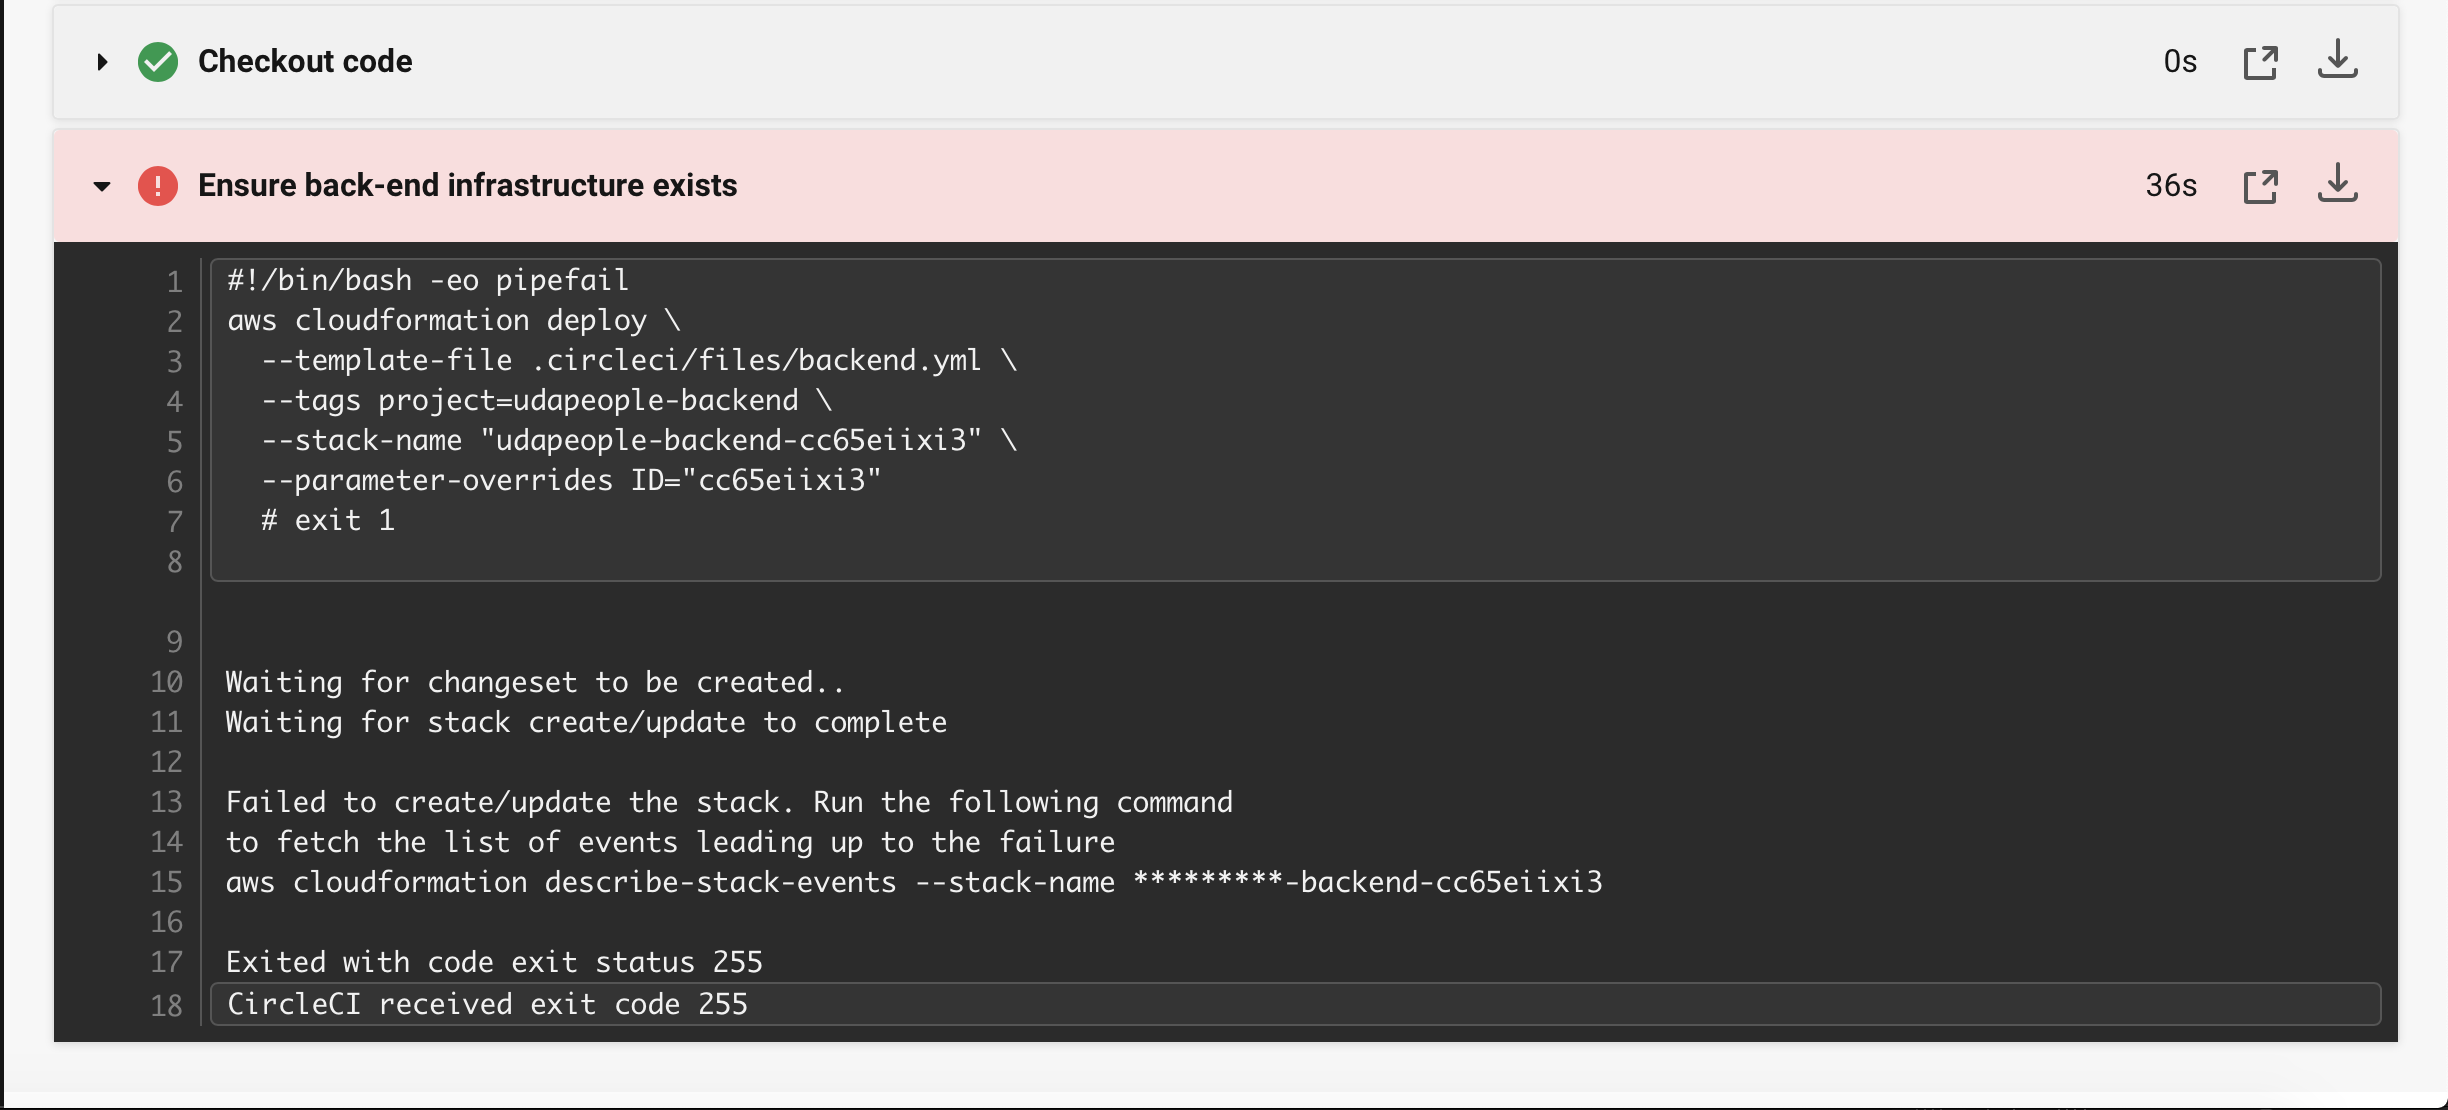 Checkout code 0s
Ensure back-end infrastructure exists 36s
1 #!/bin/bash -eo pipefail
2 aws cloudformation deploy \
3   --template-file .circleci/files/backend.yml \
4   --tags project=udapeople-backend \
5   --stack-name "udapeople-backend-cc65eiixi3" \
6   --parameter-overrides ID="cc65eiixi3"
7   # exit 1
8
9
10 Waiting for changeset to be created..
11 Waiting for stack create/update to complete
12
13 Failed to create/update the stack. Run the following command
14 to fetch the list of events leading up to the failure
15 aws cloudformation describe-stack-events --stack-name *********-backend-cc65eiixi3
16
17 Exited with code exit status 255
18 CircleCI received exit code 255